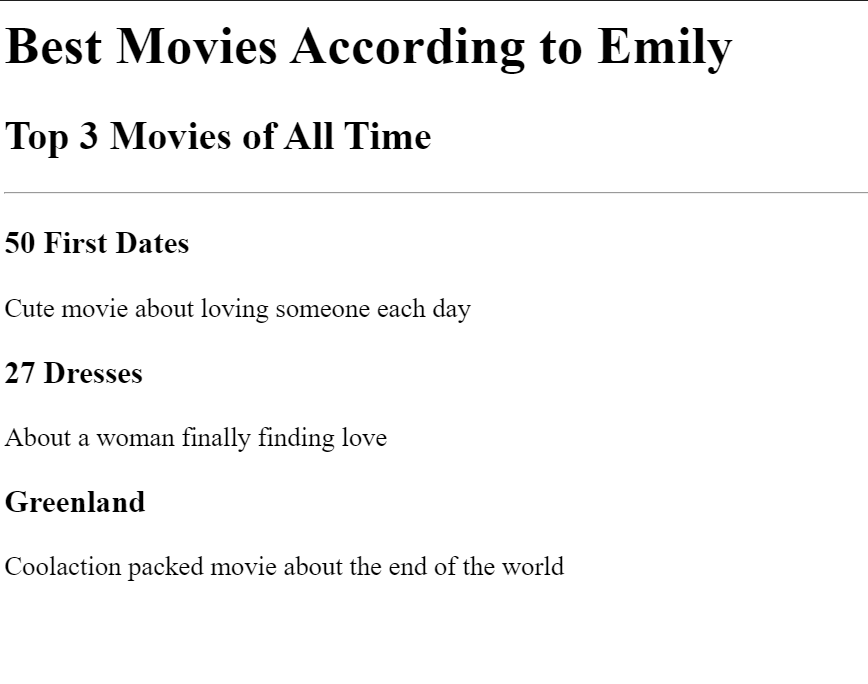 Best Movies According to Emily
Top 3 Movies of All Time
50 First Dates
Cute movie about loving someone each day
27 Dresses
About a woman finally finding love
Greenland
Coolaction packed movie about the end of the world